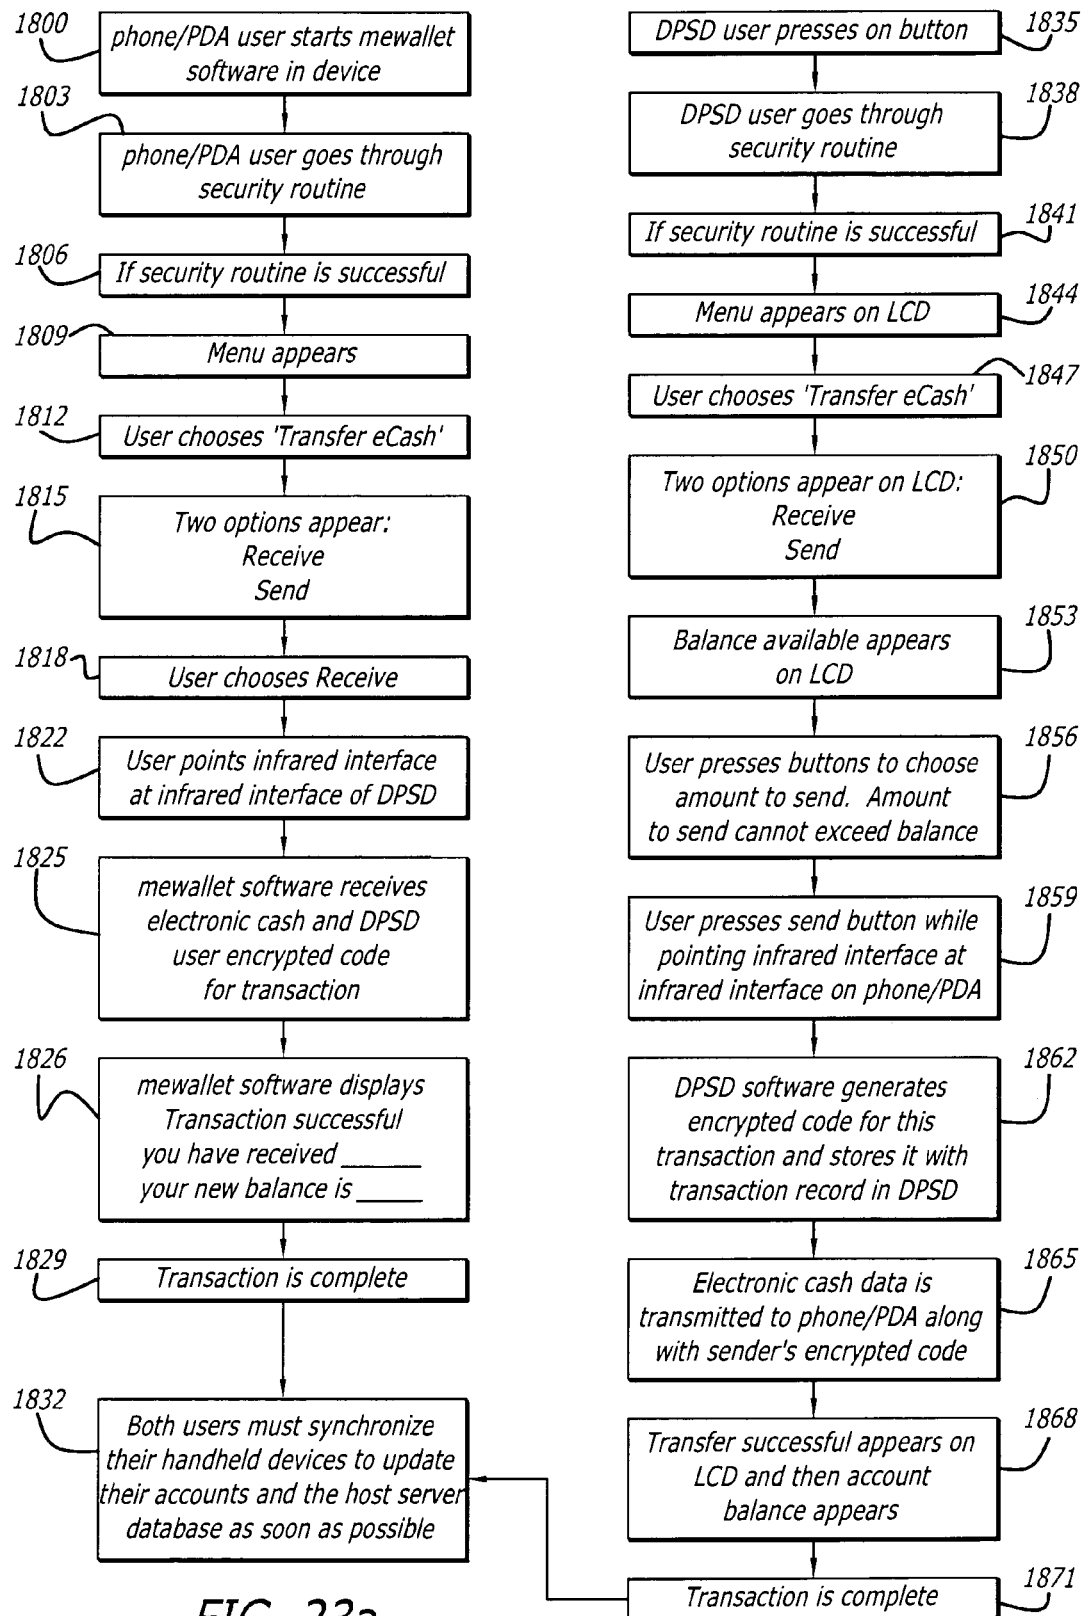 1800
phone/PDA user starts mewallet
software in device
1803
phone/PDA user goes through
security routine
1806
If security routine is successful
1809
Menu appears
1812
User chooses 'Transfer eCash'
1815
Two options appear:
Receive
Send
1818
User chooses Receive
1822
User points infrared interface
at infrared interface of DPSD
1825
mewallet software receives
electronic cash and DPSD
user encrypted code
for transaction
1826
mewallet software displays
Transaction successful
you have received ______
your new balance is _____
1829
Transaction is complete
1832
Both users must synchronize
their handheld devices to update
their accounts and the host server
database as soon as possible
DPSD user presses on button
1835
DPSD user goes through
security routine
1838
If security routine is successful
1841
Menu appears on LCD
1844
User chooses 'Transfer eCash'
1847
Two options appear on LCD:
Receive
Send
1850
Balance available appears
on LCD
1853
User presses buttons to choose
amount to send. Amount
to send cannot exceed balance
1856
User presses send button while
pointing infrared interface at
infrared interface on phone/PDA
1859
DPSD software generates
encrypted code for this
transaction and stores it with
transaction record in DPSD
1862
Electronic cash data is
transmitted to phone/PDA along
with sender's encrypted code
1865
Transfer successful appears on
LCD and then account
balance appears
1868
Transaction is complete
1871
FIG. 23a